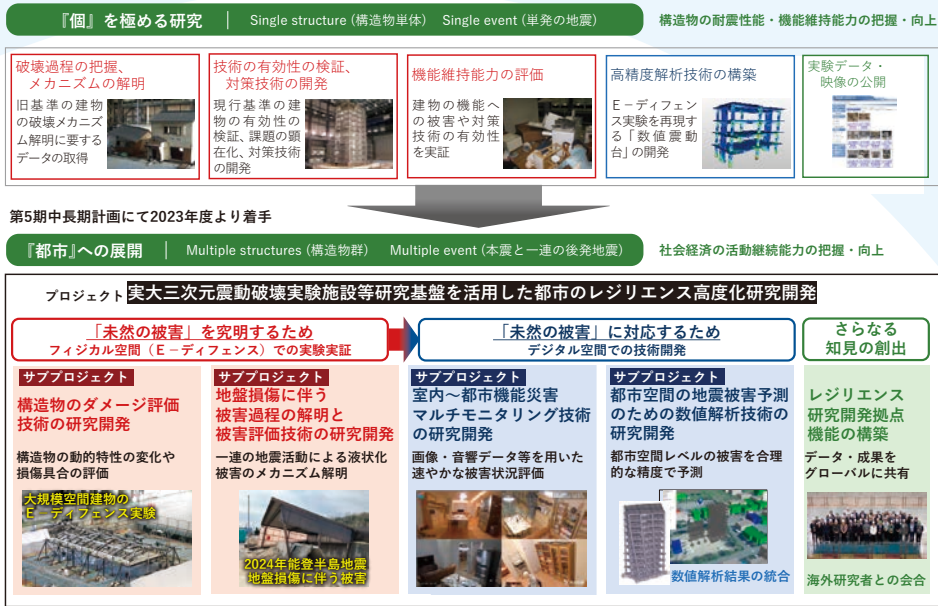 『個』を極める研究 ｜ Single structure（構造物単体） Single event（単発の地震）
構造物の耐震性能・機能維持能力の把握・向上
破壊過程の把握、
メカニズムの解明
旧基準の建物
の破壊メカニズ
ム解明に要する
データの取得
技術の有効性の検証、
対策技術の開発
現行基準の建
物の有効性の
検証、課題の顕
在化、対策技術
の開発
機能維持能力の評価
建物の機能へ
の被害や対策
技術の有効性
を実証
高精度解析技術の構築
E－ディフェン
ス実験を再現す
る「数値震動
台」の開発
実験データ・
映像の公開
第5期中長期計画にて2023年度より着手
『都市』への展開 ｜ Multiple structures（構造物群） Multiple event（本震と一連の後発地震）
社会経済の活動継続能力の把握・向上
プロジェクト 実大三次元震動破壊実験施設等研究基盤を活用した都市のレジリエンス高度化研究開発
「未然の被害」を究明するため
フィジカル空間（E－ディフェンス）での実験実証
「未然の被害」に対応するため
デジタル空間での技術開発
さらなる
知見の創出
サブプロジェクト
構造物のダメージ評価
技術の研究開発
構造物の動的特性の変化や
損傷具合の評価
大規模空間建物の
E－ディフェンス実験
サブプロジェクト
地盤損傷に伴う
被害過程の解明と
被害評価技術の研究開発
一連の地震活動による液状化
被害のメカニズム解明
2024年能登半島地震
地盤損傷に伴う被害
サブプロジェクト
室内～都市機能災害
マルチモニタリング技術
の研究開発
画像・音響データ等を用いた
速やかな被害状況評価
サブプロジェクト
都市空間の地震被害予測
のための数値解析技術の
研究開発
都市空間レベルの被害を合理
的な精度で予測
数値解析結果の統合
レジリエンス
研究開発拠点
機能の構築
データ・成果を
グローバルに共有
海外研究者との会合